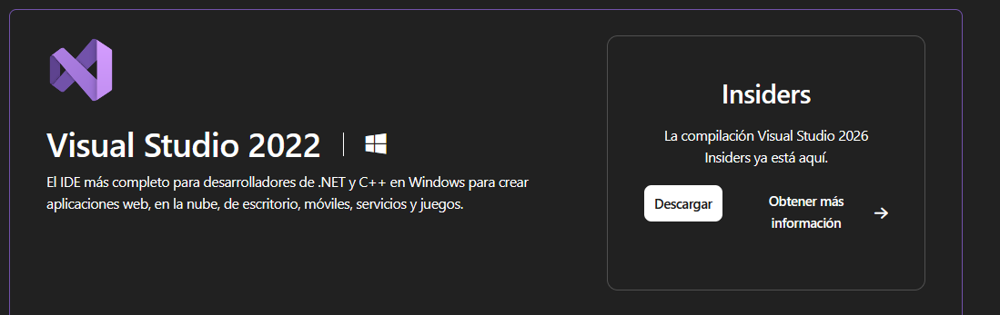 Visual Studio 2022
El IDE más completo para desarrolladores de .NET y C++ en Windows para crear
aplicaciones web, en la nube, de escritorio, móviles, servicios y juegos.
Insiders
La compilación Visual Studio 2026
Insiders ya está aquí.
Descargar
Obtener más
información